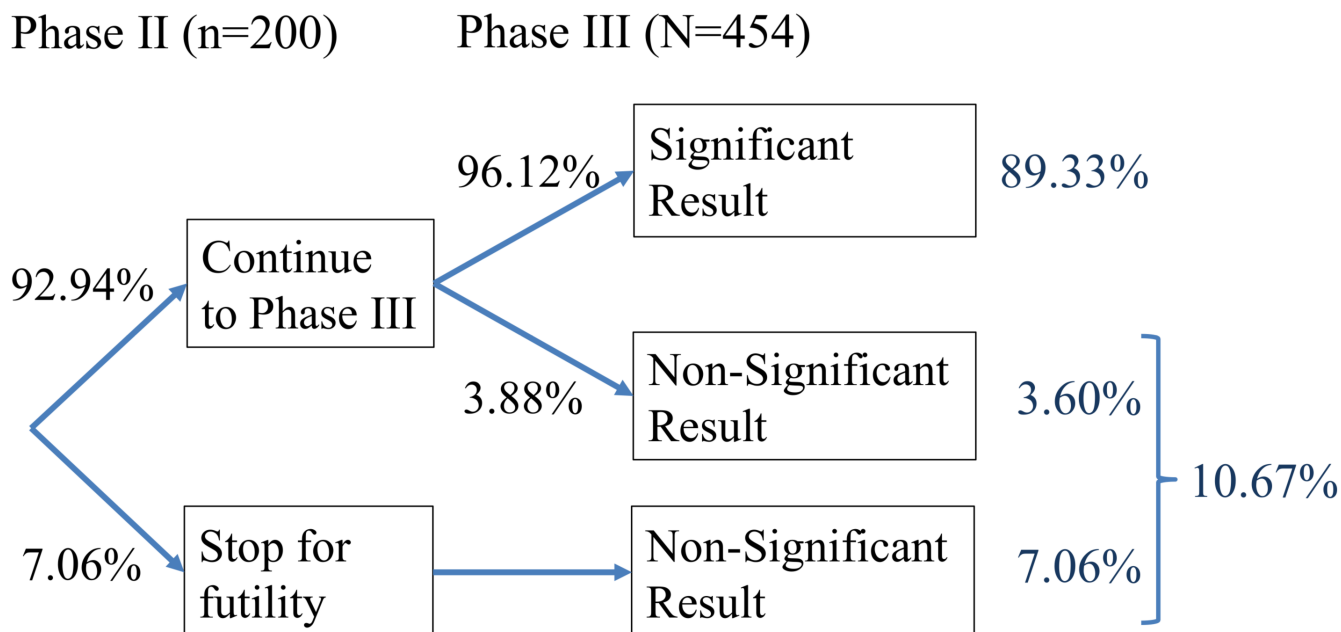 Phase II (n=200)
Phase III (N=454)
96.12%
Significant
Result
89.33%
92.94%
Continue
to Phase III
3.88%
Non-Significant
Result
3.60%
10.67%
7.06%
Stop for
futility
Non-Significant
Result
7.06%